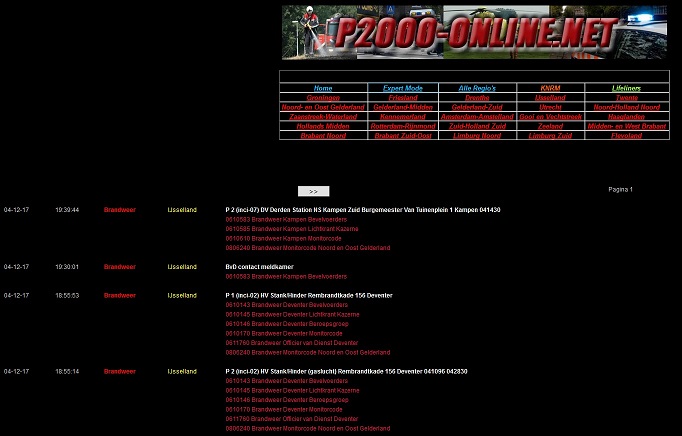 P2000-ONLINE.NET
Home Expert Mode Alle Regio's KNRM Lifeliners
Groningen Friesland Drenthe IJsselland Twente
Noord- en Oost Gelderland Gelderland-Midden Gelderland-Zuid Utrecht Noord-Holland Noord
Zaanstreek-Waterland Kennemerland Amsterdam-Amstelland Gooi en Vechtstreek Haaglanden
Hollands Midden Rotterdam-Rijnmond Zuid-Holland Zuid Zeeland Midden- en West Brabant
Brabant Noord Brabant Zuid-Oost Limburg Noord Limburg Zuid Flevoland
>> Pagina 1
04-12-17 19:39:44 Brandweer IJsselland P 2 (inci-07) DV Derden Station NS Kampen Zuid Burgemeester Van Tuinenplein 1 Kampen 041430
0610583 Brandweer Kampen Bevelvoerders
0610585 Brandweer Kampen Lichtkrant Kazerne
0610610 Brandweer Kampen Monitorcode
0806240 Brandweer Monitorcode Noord en Oost Gelderland
04-12-17 19:30:01 Brandweer IJsselland BvD contact meldkamer
0610583 Brandweer Kampen Bevelvoerders
04-12-17 18:55:53 Brandweer IJsselland P 1 (inci-02) HV Stank/Hinder Rembrandtkade 156 Deventer
0610143 Brandweer Deventer Bevelvoerders
0610145 Brandweer Deventer Lichtkrant Kazerne
0610146 Brandweer Deventer Beroepsgroep
0610170 Brandweer Deventer Monitorcode
0611760 Brandweer Officier van Dienst Deventer
0806240 Brandweer Monitorcode Noord en Oost Gelderland
04-12-17 18:55:14 Brandweer IJsselland P 2 (inci-02) HV Stank/Hinder (gaslucht) Rembrandtkade 156 Deventer 041096 042830
0610143 Brandweer Deventer Bevelvoerders
0610145 Brandweer Deventer Lichtkrant Kazerne
0610146 Brandweer Deventer Beroepsgroep
0610170 Brandweer Deventer Monitorcode
0611760 Brandweer Officier van Dienst Deventer
0806240 Brandweer Monitorcode Noord en Oost Gelderland